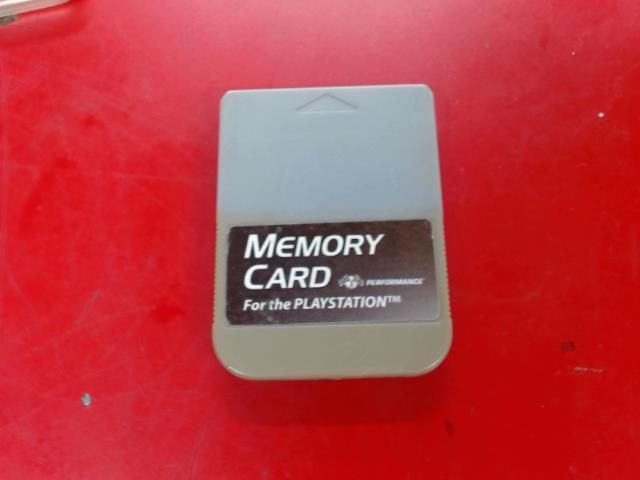 MEMORY
CARD PERFORMANCE
For the PLAYSTATION™